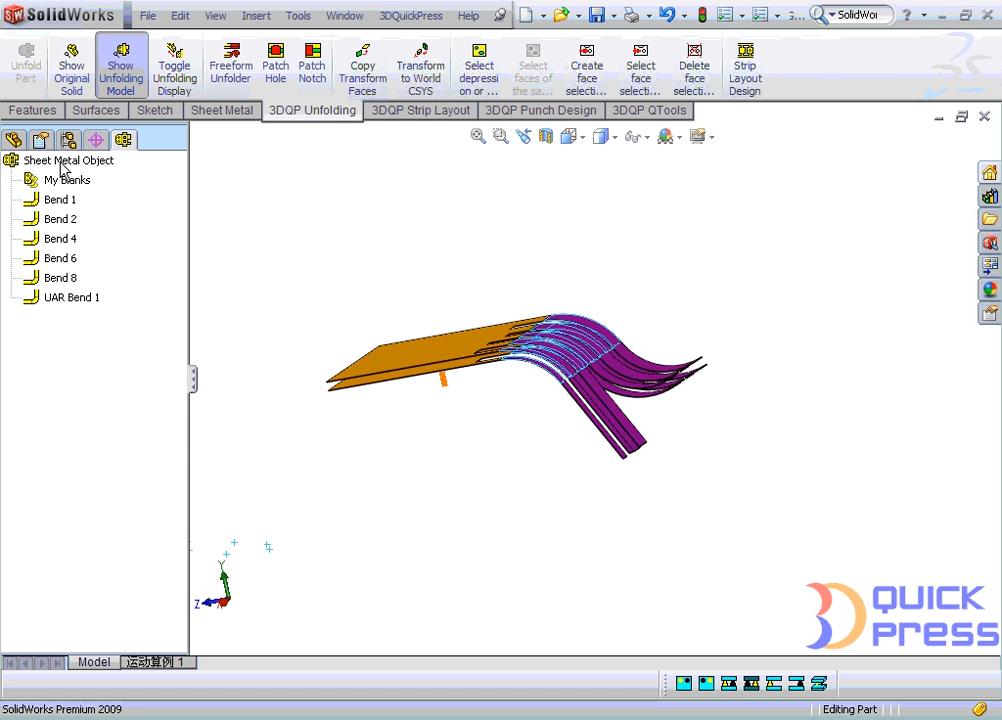 SolidWorks File Edit View Insert Tools Window 3DQuickPress Help S... SolidWor ?
Unfold Part
Show Original Solid
Show Unfolding Model
Toggle Unfolding Display
Freeform Unfolder
Patch Hole
Patch Notch
Copy Transform Faces
Transform to World CSYS
Select depressi on or ...
Select faces of the sa...
Create face selecti...
Select face selecti...
Delete face selecti...
Strip Layout Design
Features Surfaces Sketch Sheet Metal 3DQP Unfolding 3DQP Strip Layout 3DQP Punch Design 3DQP QTools
Sheet Metal Object
My Blanks
Bend 1
Bend 2
Bend 4
Bend 6
Bend 8
UAR Bend 1
Y
Z
QUICK
PRESS
Model 运动算例 1
SolidWorks Premium 2009 Editing Part